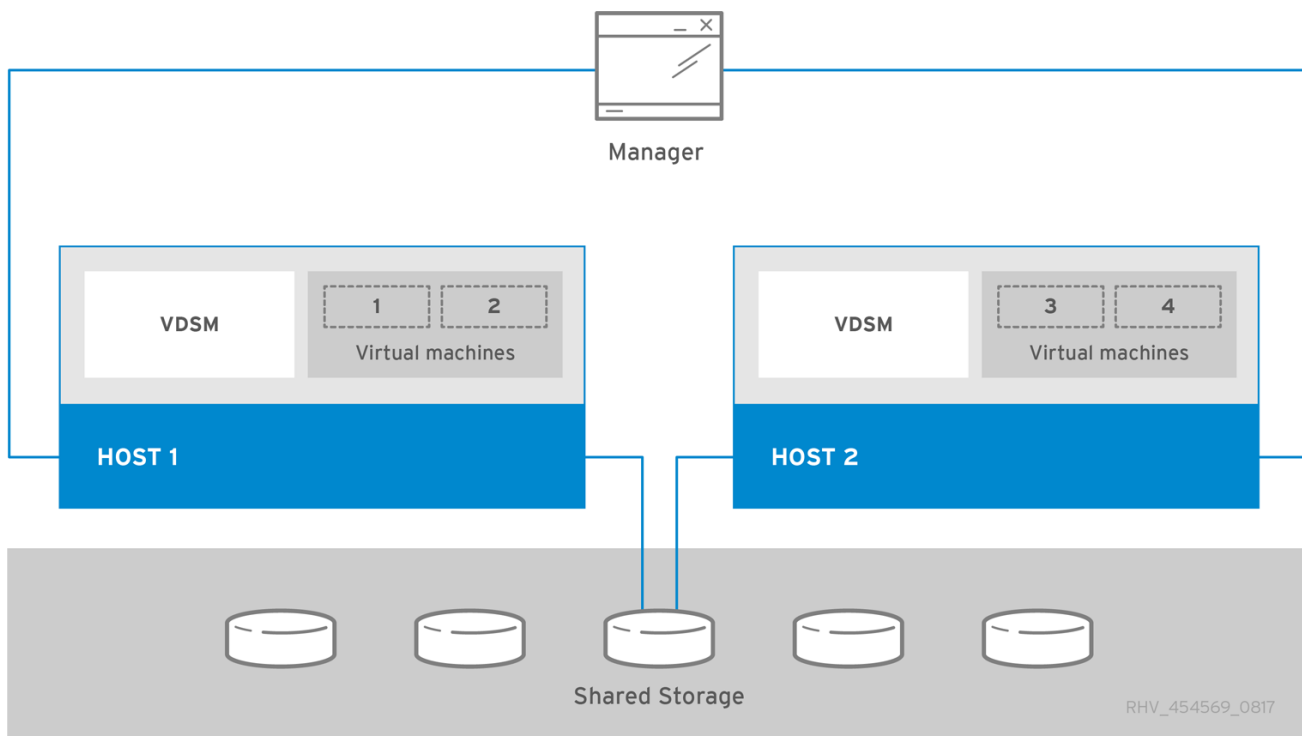 Manager
VDSM
1
2
Virtual machines
HOST 1
VDSM
3
4
Virtual machines
HOST 2
Shared Storage
RHV_454569_0817